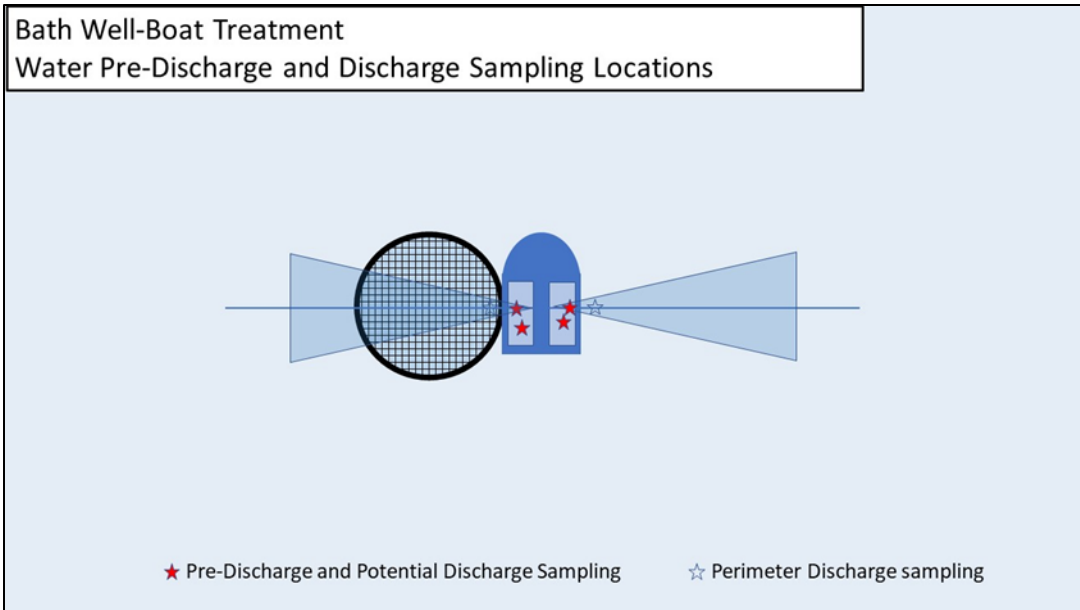 Bath Well-Boat Treatment
Water Pre-Discharge and Discharge Sampling Locations
Pre-Discharge and Potential Discharge Sampling
Perimeter Discharge sampling